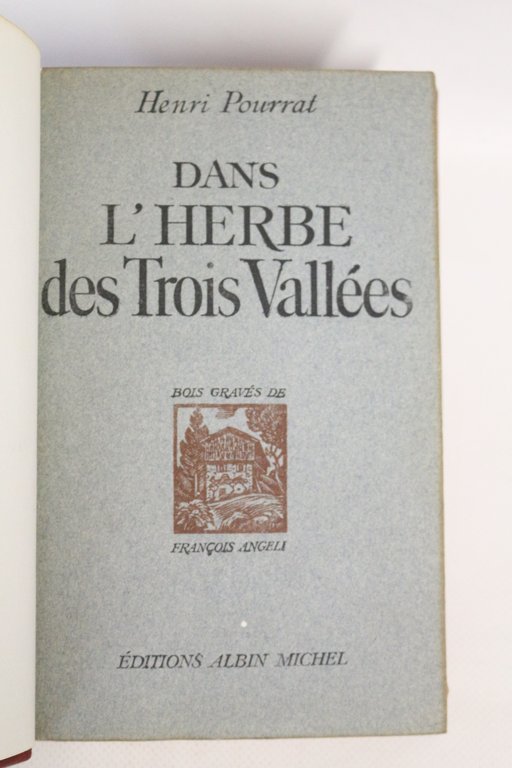 Henri Pourrat
DANS
L'HERBE
des Trois Vallées
BOIS GRAVÉS DE
FRANÇOIS ANGELI
ÉDITIONS ALBIN MICHEL